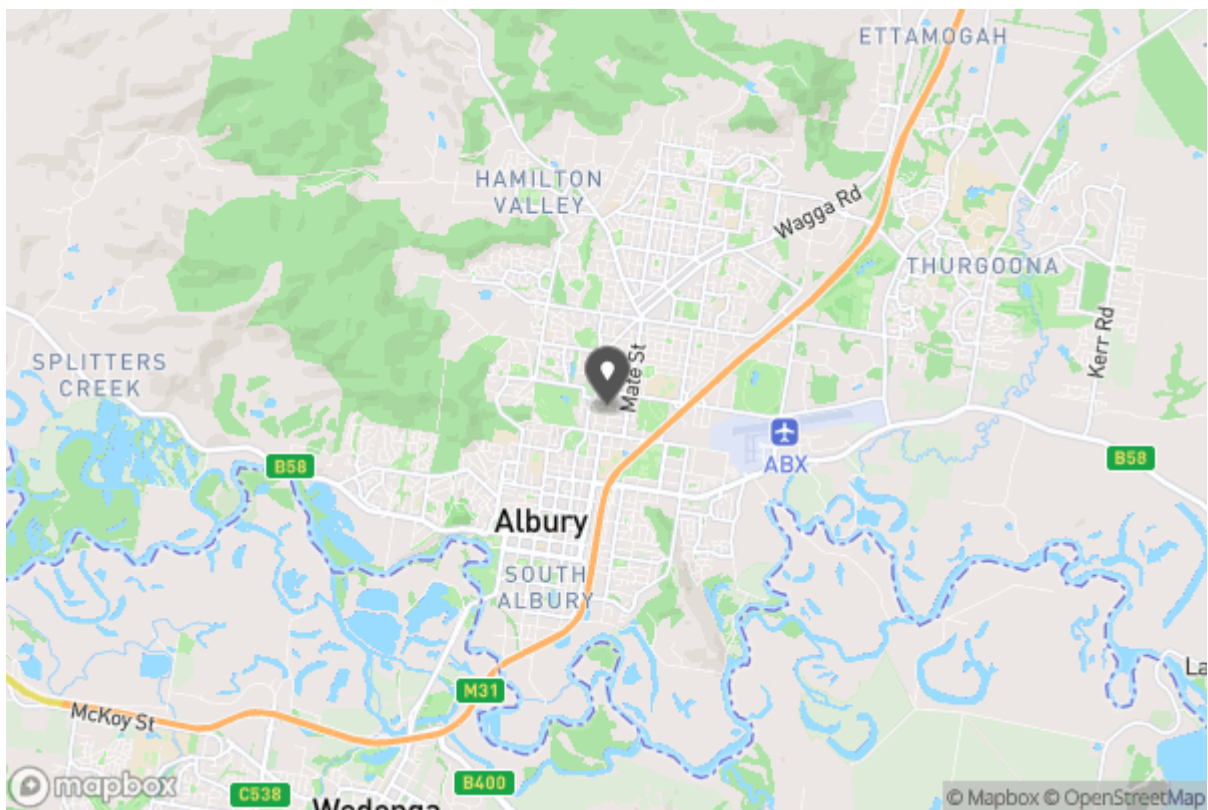 ETTAMOGAH
HAMILTON
VALLEY
Wagga Rd
THURGOONA
Kerr Rd
SPLITTERS
CREEK
Mate St
B58
ABX
B58
Albury
SOUTH
ALBURY
M31
McKoy St
La
B400
C538
Wodonga
mapbox
© Mapbox © OpenStreetMap